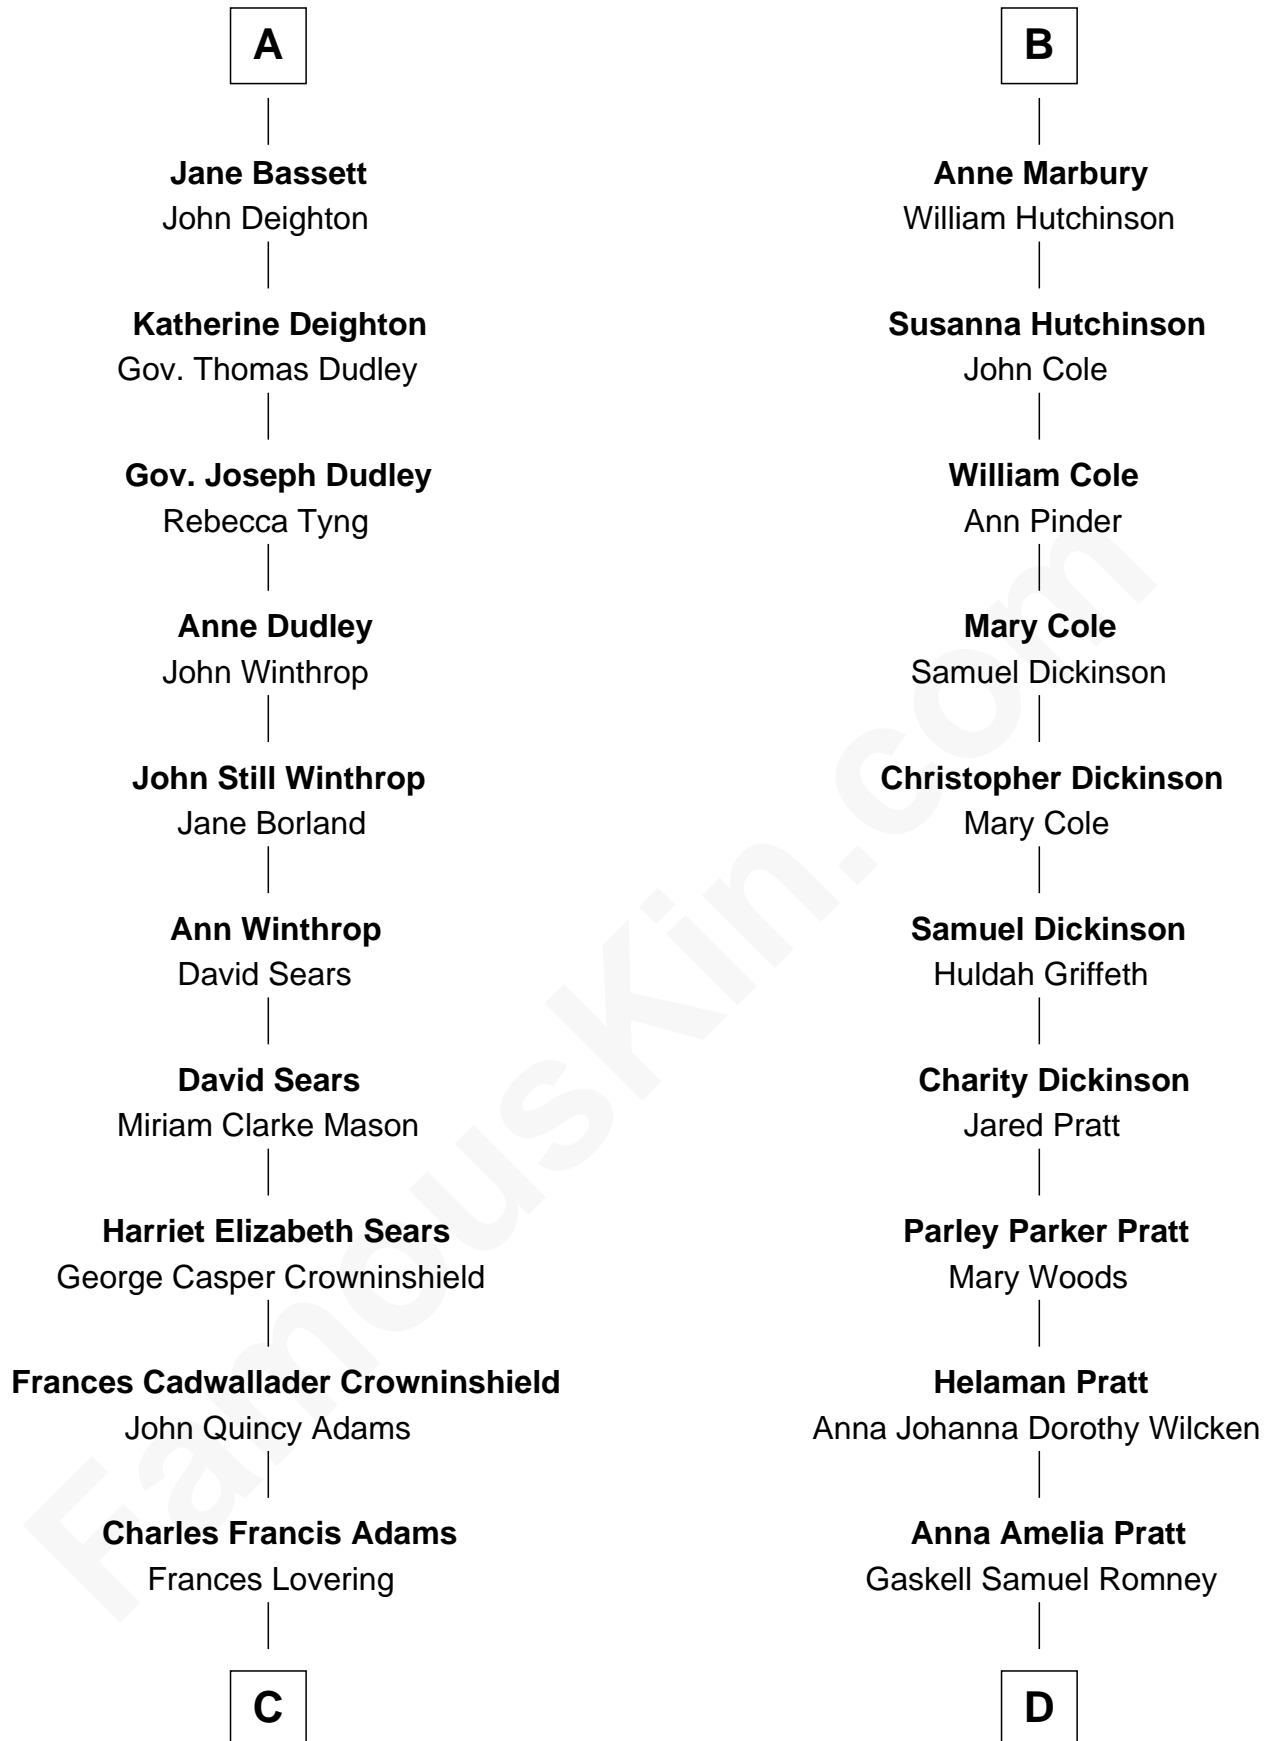 A
Jane Bassett
John Deighton
Katherine Deighton
Gov. Thomas Dudley
Gov. Joseph Dudley
Rebecca Tyng
Anne Dudley
John Winthrop
John Still Winthrop
Jane Borland
Ann Winthrop
David Sears
David Sears
Miriam Clarke Mason
Harriet Elizabeth Sears
George Casper Crowninshield
Frances Cadwallader Crowninshield
John Quincy Adams
Charles Francis Adams
Frances Lovering
C
B
Anne Marbury
William Hutchinson
Susanna Hutchinson
John Cole
William Cole
Ann Pinder
Mary Cole
Samuel Dickinson
Christopher Dickinson
Mary Cole
Samuel Dickinson
Huldah Griffeth
Charity Dickinson
Jared Pratt
Parley Parker Pratt
Mary Woods
Helaman Pratt
Anna Johanna Dorothy Wilcken
Anna Amelia Pratt
Gaskell Samuel Romney
D
FamousKin.com